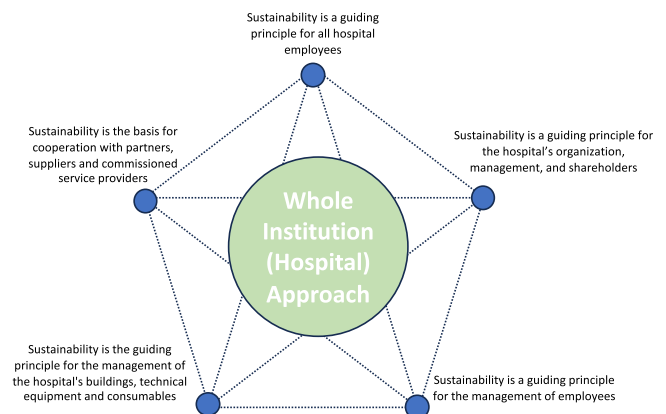 Sustainability is a guiding
principle for all hospital
employees
Sustainability is the basis for
cooperation with partners,
suppliers and commissioned
service providers
Sustainability is a guiding principle for
the hospital’s organization,
management, and shareholders
Whole
Institution
(Hospital)
Approach
Sustainability is the guiding
principle for the management of
the hospital's buildings, technical
equipment and consumables
Sustainability is a guiding principle
for the management of employees